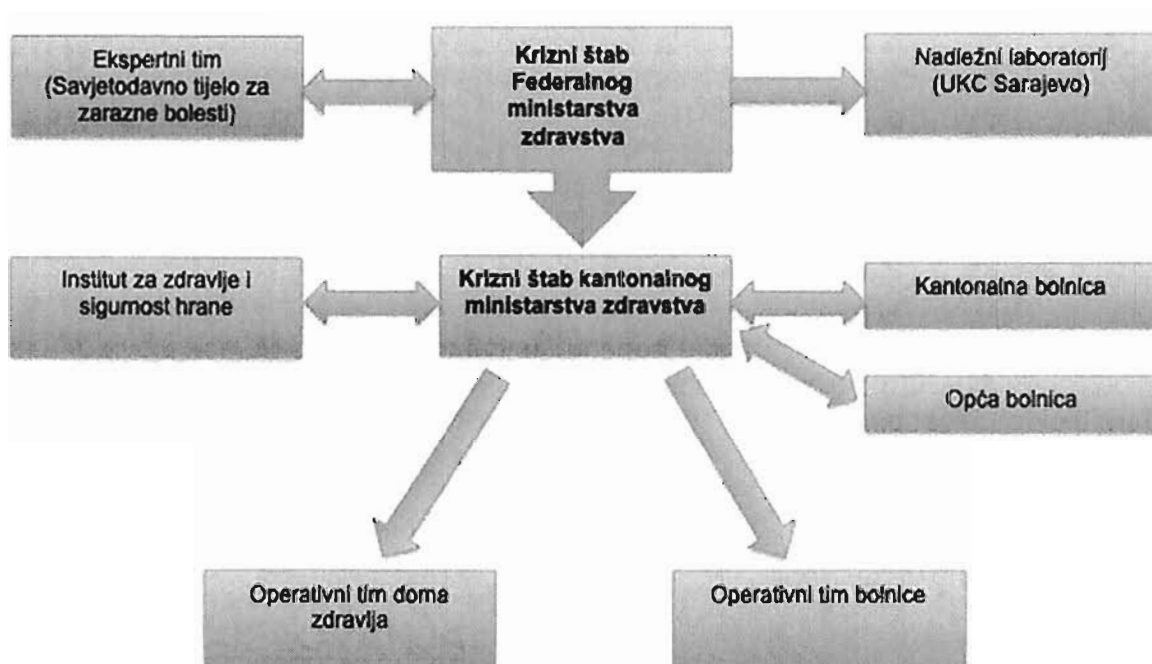 Ekspertni tim
(Savjetodavno tijelo za
zarazne bolesti)
Krizni štab
Federalnog
ministarstva
zdravstva
Nadležni laboratorij
(UKC Sarajevo)
Institut za zdravlje i
sigurnost hrane
Krizni štab kantonalnog
ministarstva zdravstva
Kantonalna bolnica
Opća bolnica
Operativni tim doma
zdravlja
Operativni tim bolnice